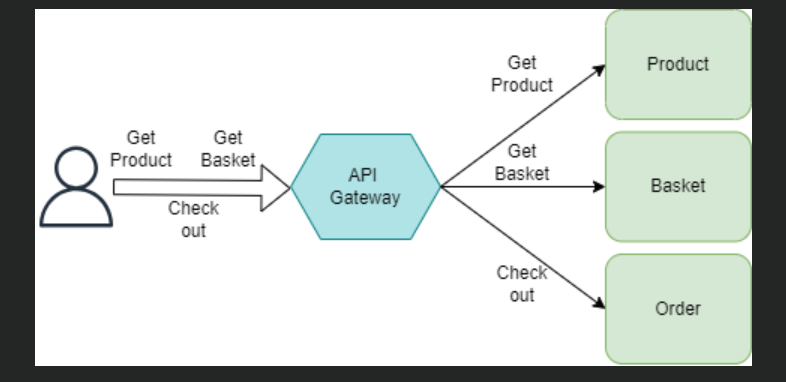 Get
Product
Get
Basket
Check
out
API
Gateway
Get
Product
Get
Basket
Check
out
Product
Basket
Order